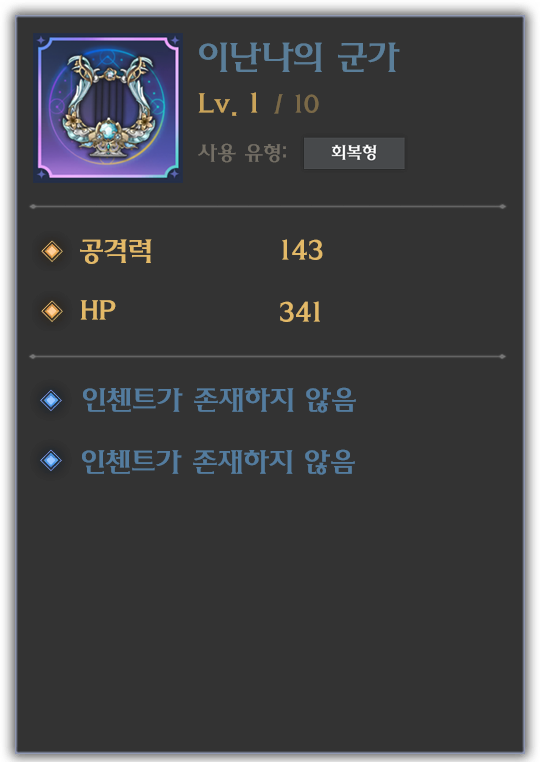 이난나의 군가
Lv. 1 / 10
사용 유형: 회복형
공격력 143
HP 341
인첸트가 존재하지 않음
인첸트가 존재하지 않음